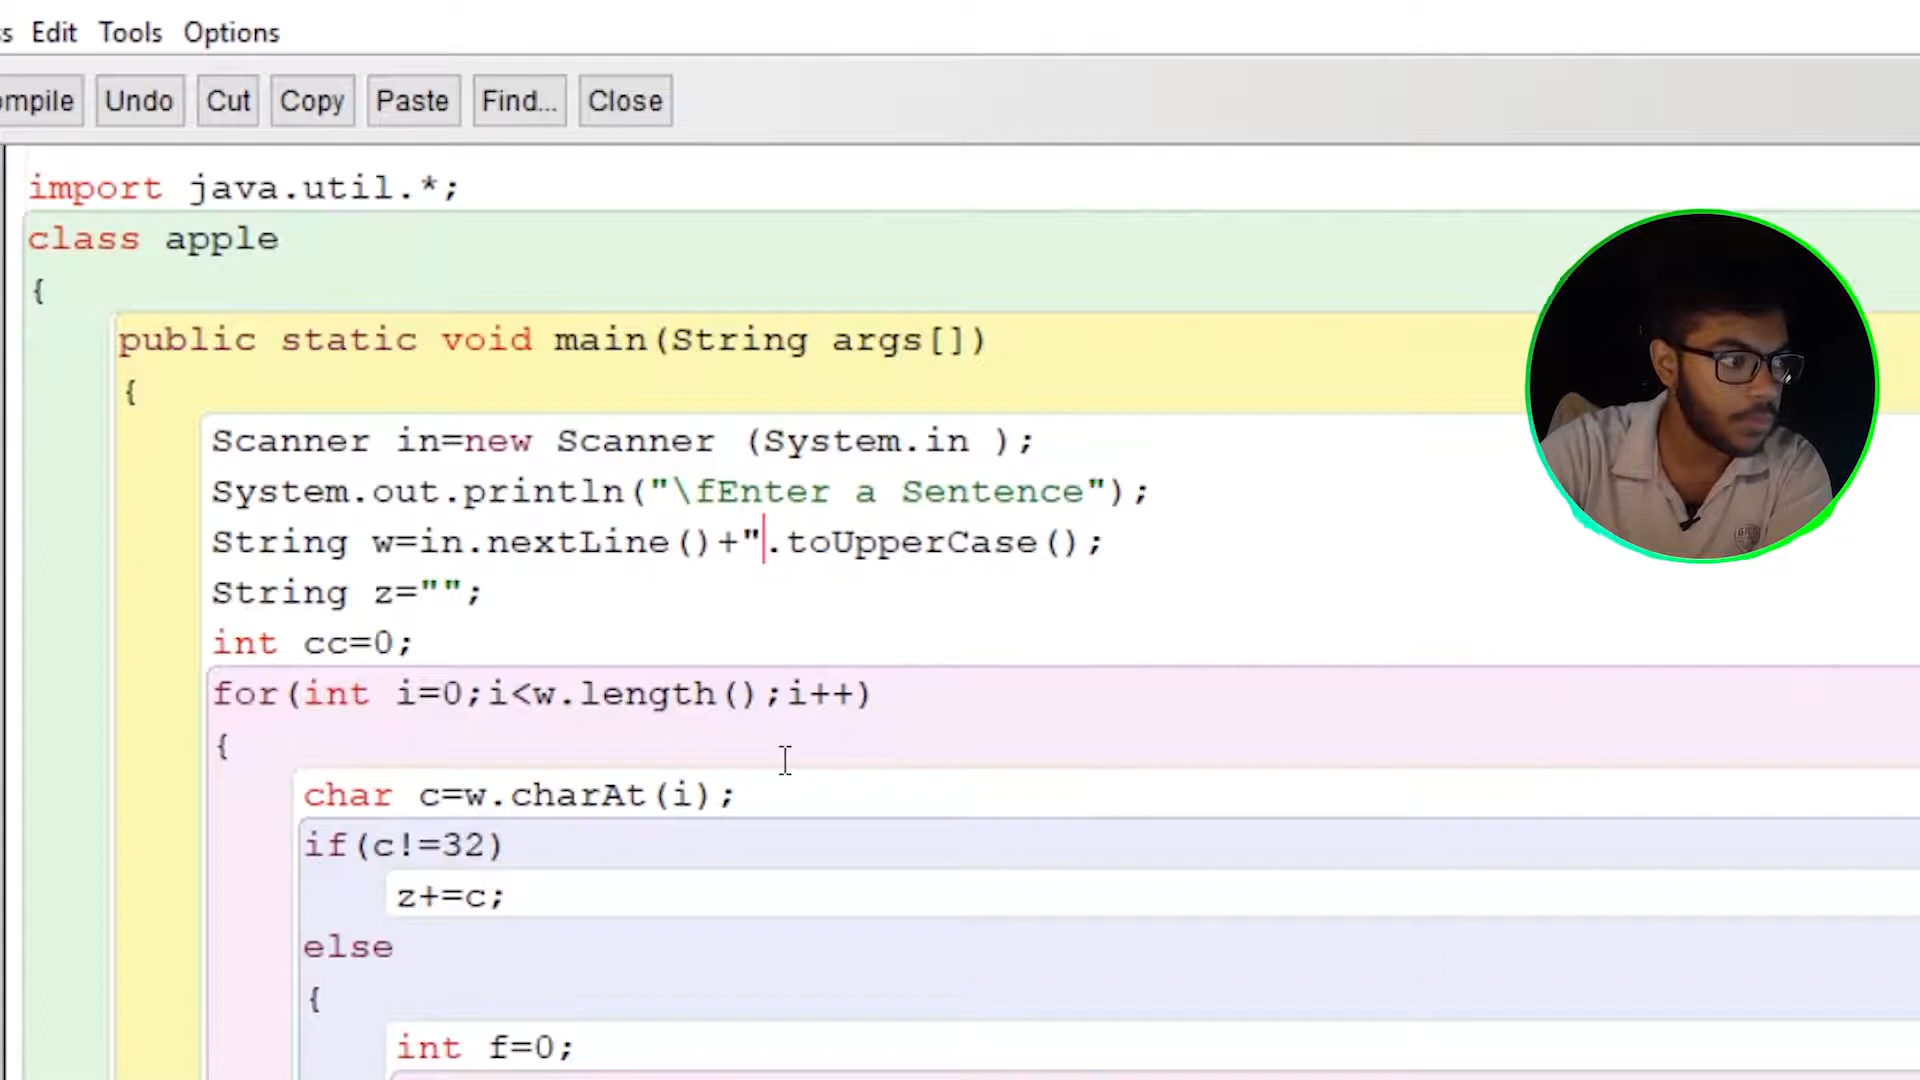 Edit Tools Options
ompile Undo Cut Copy Paste Find... Close
import java.util.*;
class apple
{
public static void main(String args[])
{
Scanner in=new Scanner (System.in );
System.out.println("\fEnter a Sentence");
String w=in.nextLine()+".toUpperCase();
String z="";
int cc=0;
for(int i=0;i<w.length();i++)
{
char c=w.charAt(i);
if(c!=32)
z+=c;
else
{
int f=0;